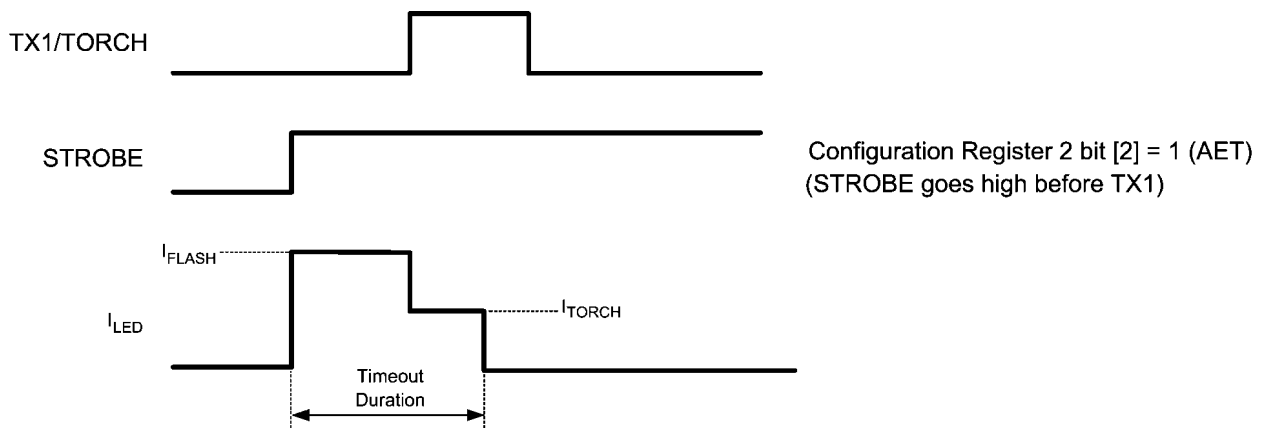 TX1/TORCH
STROBE
Configuration Register 2 bit [2] = 1 (AET)
(STROBE goes high before TX1)
IFLASH
ITORCH
ILED
Timeout
Duration